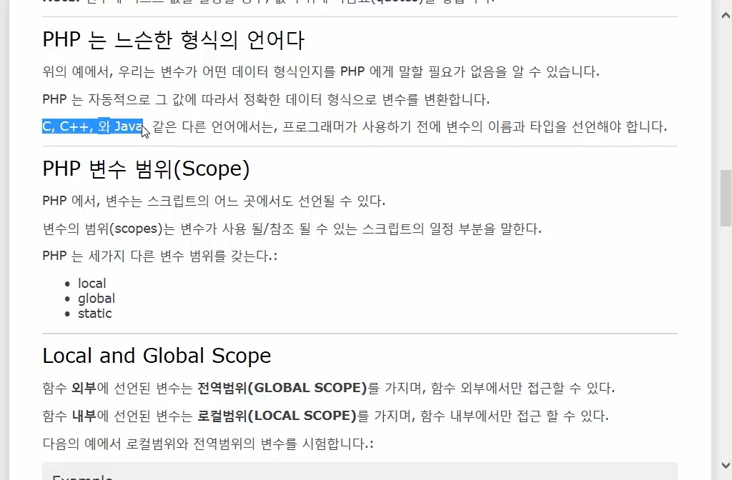 PHP 는 느슨한 형식의 언어다
위의 예에서, 우리는 변수가 어떤 데이터 형식인지를 PHP 에게 말할 필요가 없음을 알 수 있습니다.
PHP 는 자동적으로 그 값에 따라서 정확한 데이터 형식으로 변수를 변환합니다.
C, C++, 와 Java 같은 다른 언어에서는, 프로그래머가 사용하기 전에 변수의 이름과 타입을 선언해야 합니다.
PHP 변수 범위(Scope)
PHP 에서, 변수는 스크립트의 어느 곳에서도 선언될 수 있다.
변수의 범위(scopes)는 변수가 사용 될/참조 될 수 있는 스크립트의 일정 부분을 말한다.
PHP 는 세가지 다른 변수 범위를 갖는다.:
• local
• global
• static
Local and Global Scope
함수 외부에 선언된 변수는 전역범위(GLOBAL SCOPE)를 가지며, 함수 외부에서만 접근할 수 있다.
함수 내부에 선언된 변수는 로컬범위(LOCAL SCOPE)를 가지며, 함수 내부에서만 접근 할 수 있다.
다음의 예에서 로컬범위와 전역범위의 변수를 시험합니다.:
Example